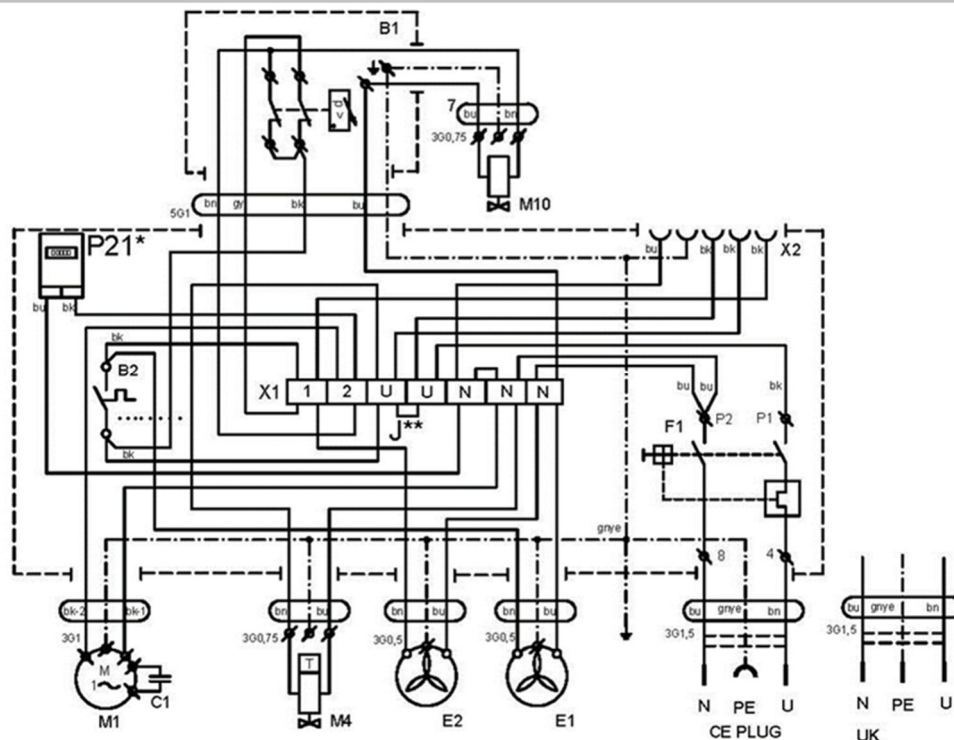 B1
7
bu bn
3G0,75
d
>
M10
bn gy bk bu
5G1
P21*
0000
bu bk
bu bk bk bk
X2
bk
B2
X1 1 2 U U N N N
J**
bk
bu bu bk
P2 P1
F1
gnye
8 4
bk-2 bk-1
3G1
bn bu
3G0,75
bn bu
3G0,5
bn bu
3G0,5
bu gnye bn
3G1,5
bu gnye bn
3G1,5
M
1
C1
M1
T
M4
E2
E1
N PE U
CE PLUG
N PE U
UK